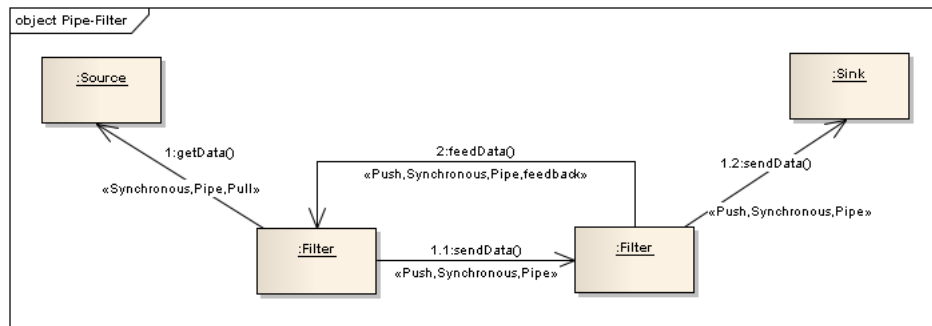 object Pipe-Filter
:Source
:Sink
1:getData()
2:feedData()
1.2:sendData()
«Synchronous,Pipe,Pull»
«Push,Synchronous,Pipe,feedback»
«Push,Synchronous,Pipe»
:Filter
1.1:sendData()
:Filter
«Push,Synchronous,Pipe»